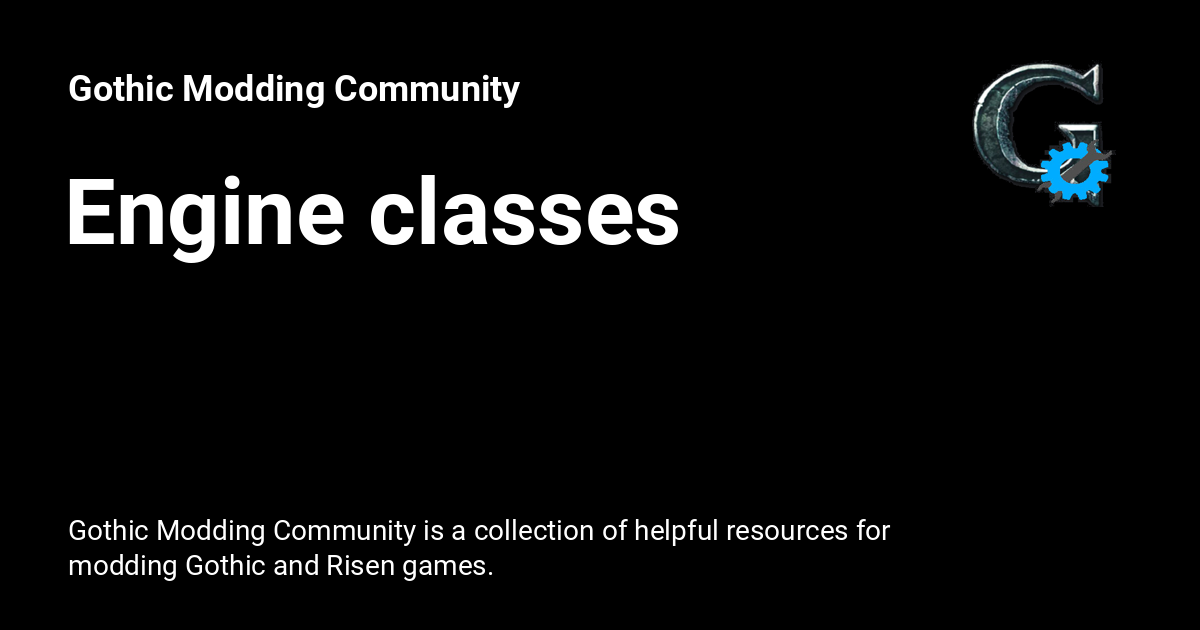 Gothic Modding Community
Engine classes
G
Gothic Modding Community is a collection of helpful resources for
modding Gothic and Risen games.